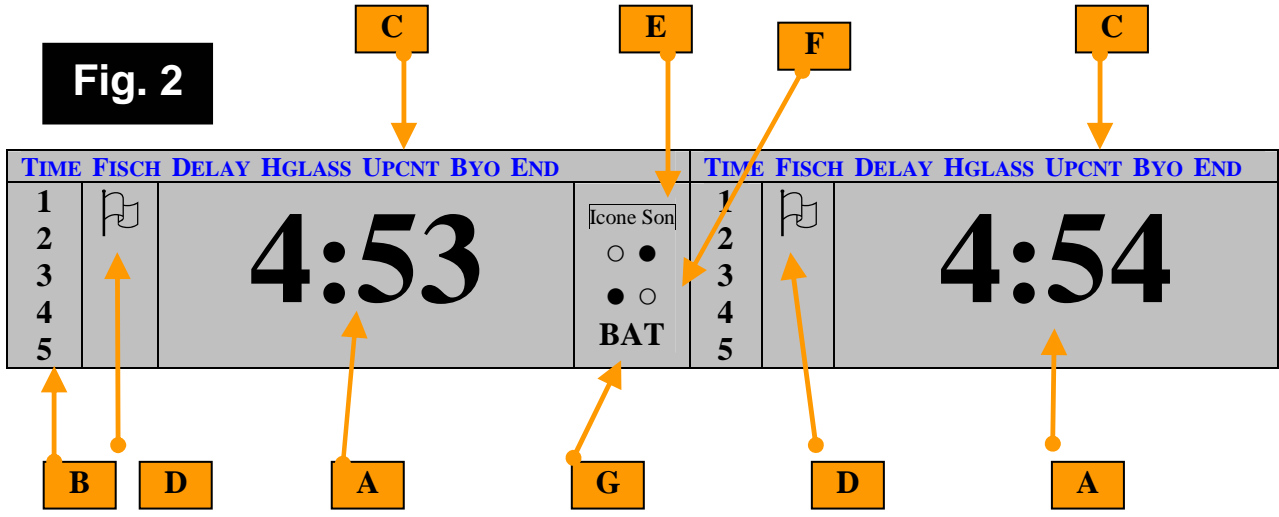 C E C
F
Fig. 2
TIME FISCH DELAY HGLASS UPCNT BYO END TIME FISCH DELAY HGLASS UPCNT BYO END
1 1
Icone Son
2 4:53 2 4:54
3 3
4 4
BAT
5 5
B D A G D A